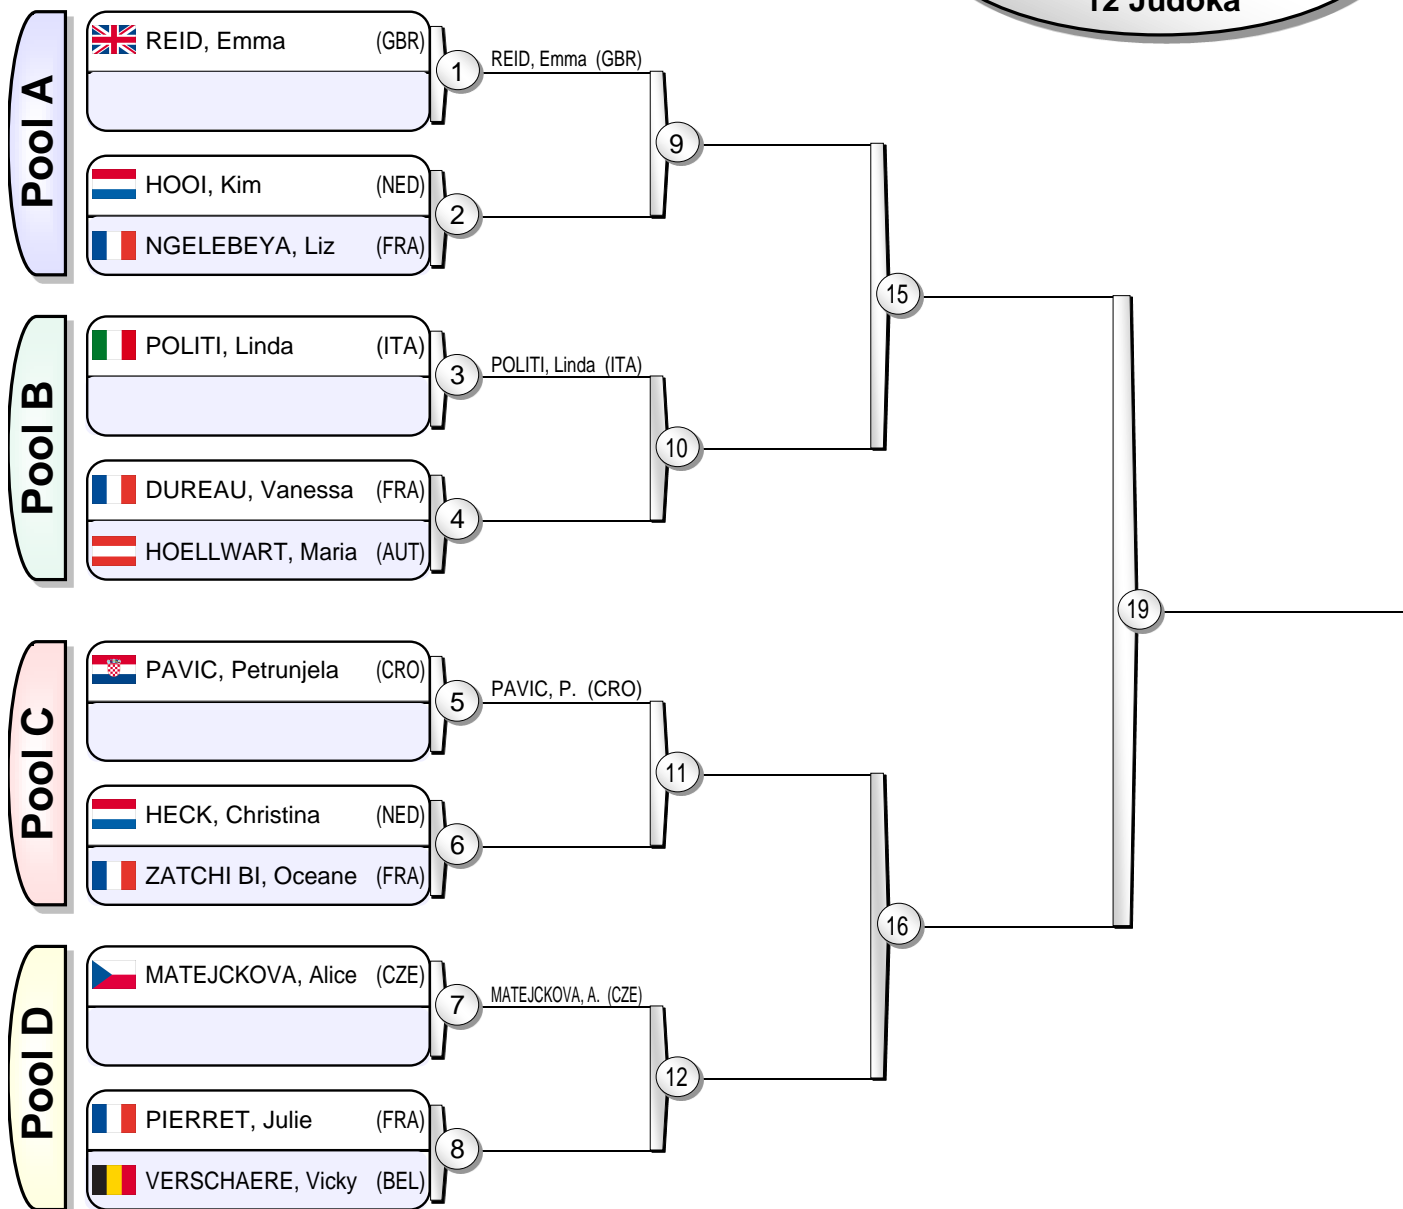 12 Judoka
Pool A
REID, Emma (GBR)
1
REID, Emma (GBR)
9
HOOI, Kim (NED)
2
NGELEBEYA, Liz (FRA)
15
Pool B
POLITI, Linda (ITA)
3
POLITI, Linda (ITA)
10
DUREAU, Vanessa (FRA)
4
HOELLWART, Maria (AUT)
19
Pool C
PAVIC, Petrunjela (CRO)
5
PAVIC, P. (CRO)
11
HECK, Christina (NED)
6
ZATCHI BI, Oceane (FRA)
16
Pool D
MATEJCKOVA, Alice (CZE)
7
MATEJCKOVA, A. (CZE)
12
PIERRET, Julie (FRA)
8
VERSCHAERE, Vicky (BEL)